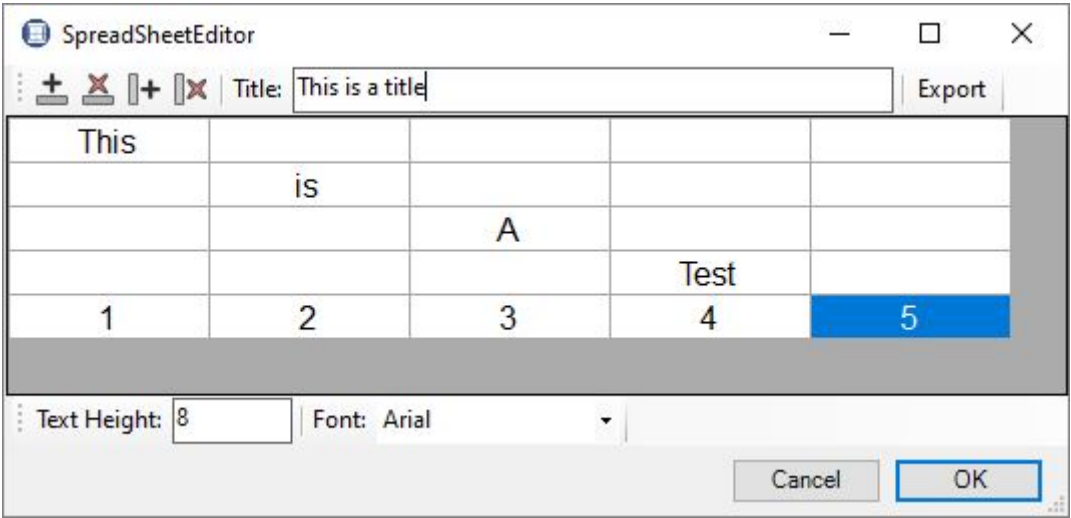 SpreadSheetEditor
Title: This is a title Export
This
is
A
Test
1 2 3 4 5
Text Height: 8 Font: Arial
Cancel OK